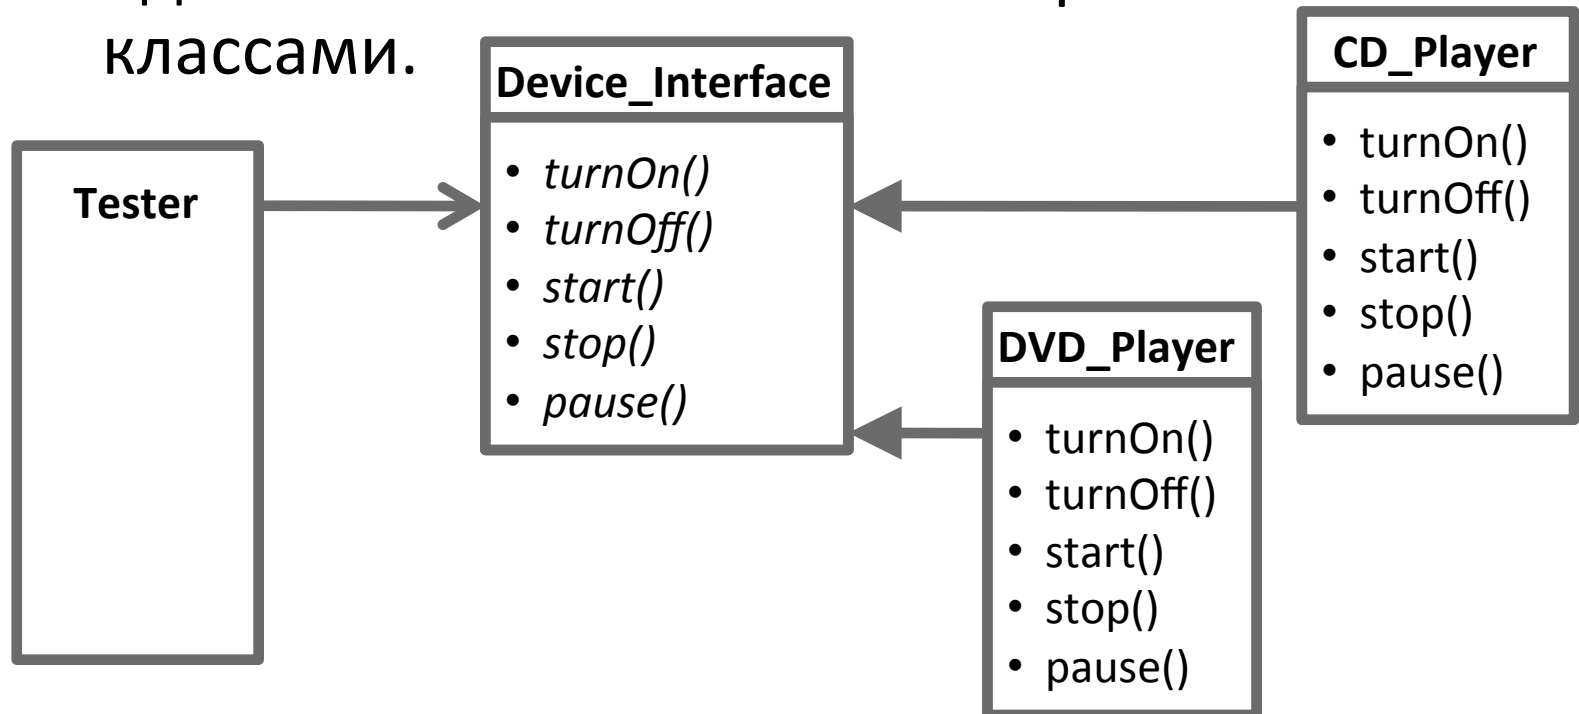 классами.
Tester
Device_Interface
• turnOn()
• turnOff()
• start()
• stop()
• pause()
CD_Player
• turnOn()
• turnOff()
• start()
• stop()
• pause()
DVD_Player
• turnOn()
• turnOff()
• start()
• stop()
• pause()